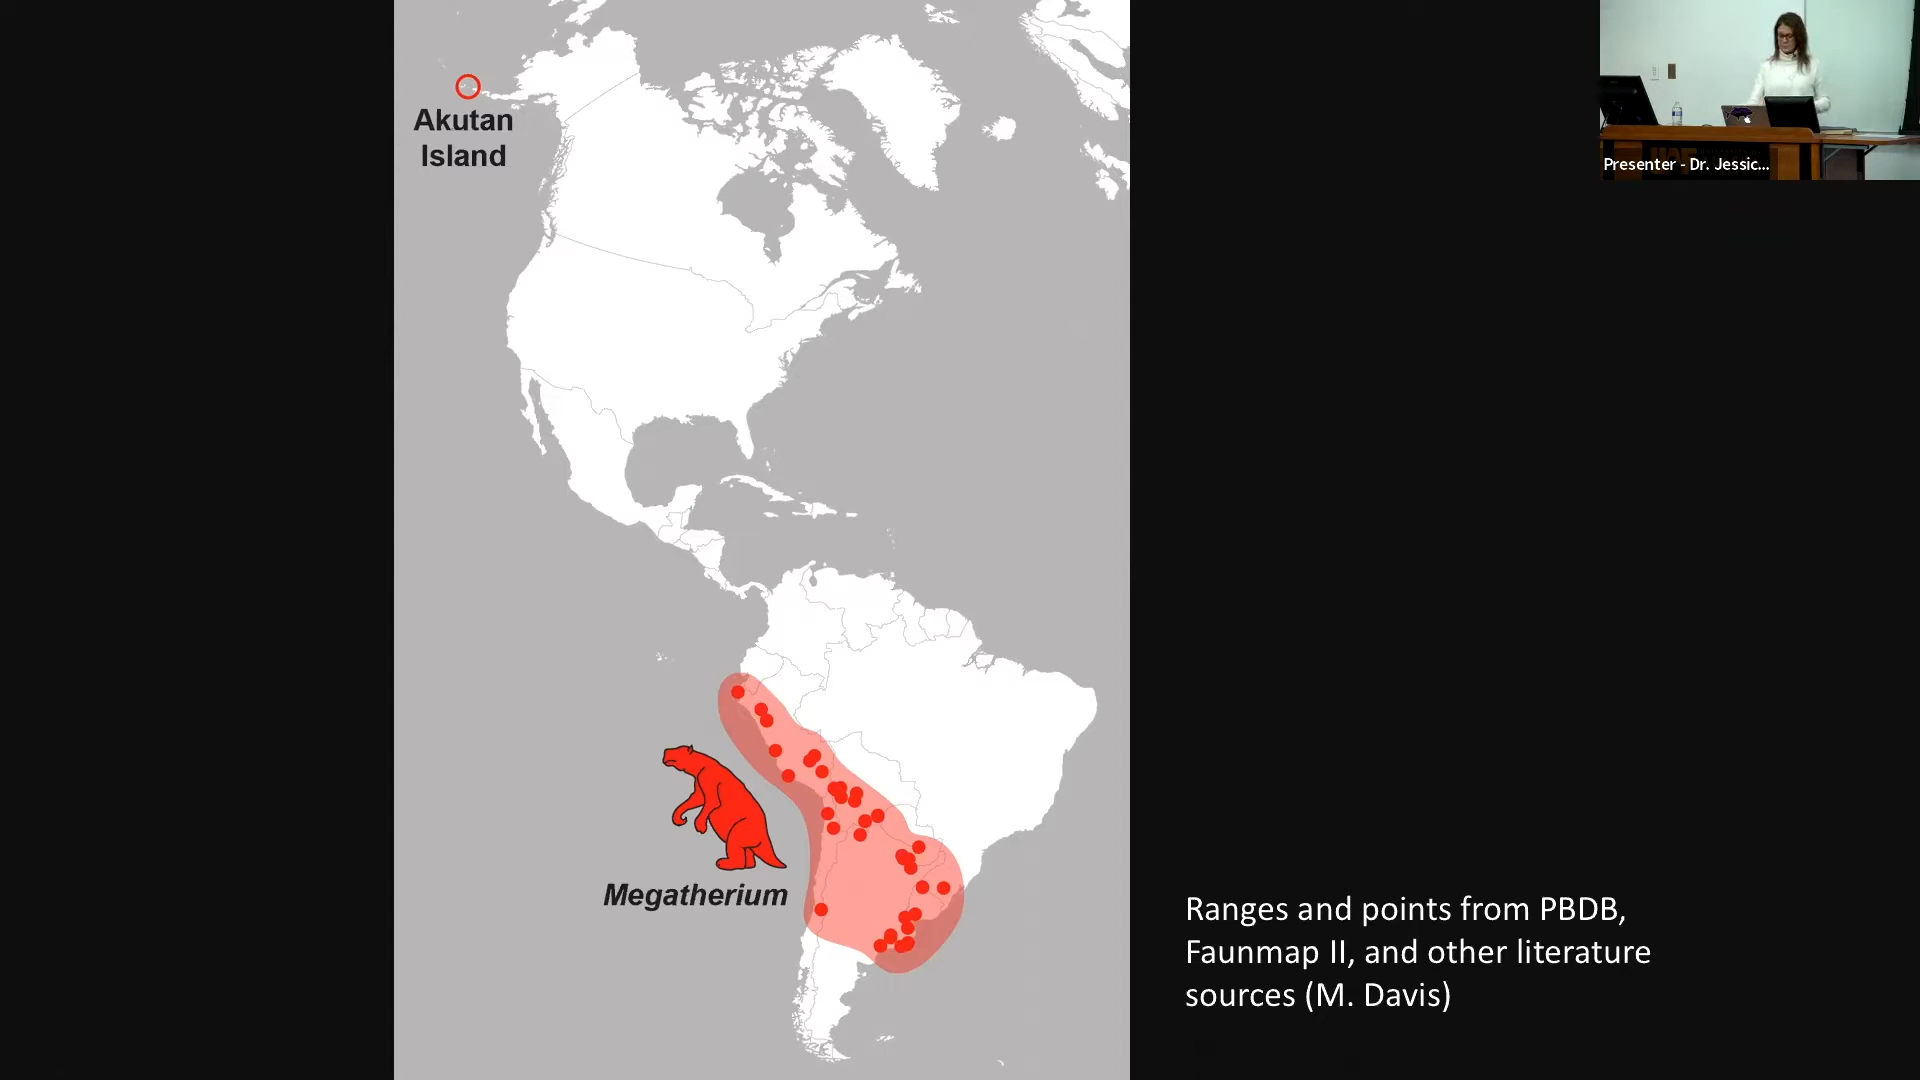 Akutan
Island
Presenter - Dr. Jessic...
Megatherium
Ranges and points from PBDB,
Faunmap II, and other literature
sources (M. Davis)